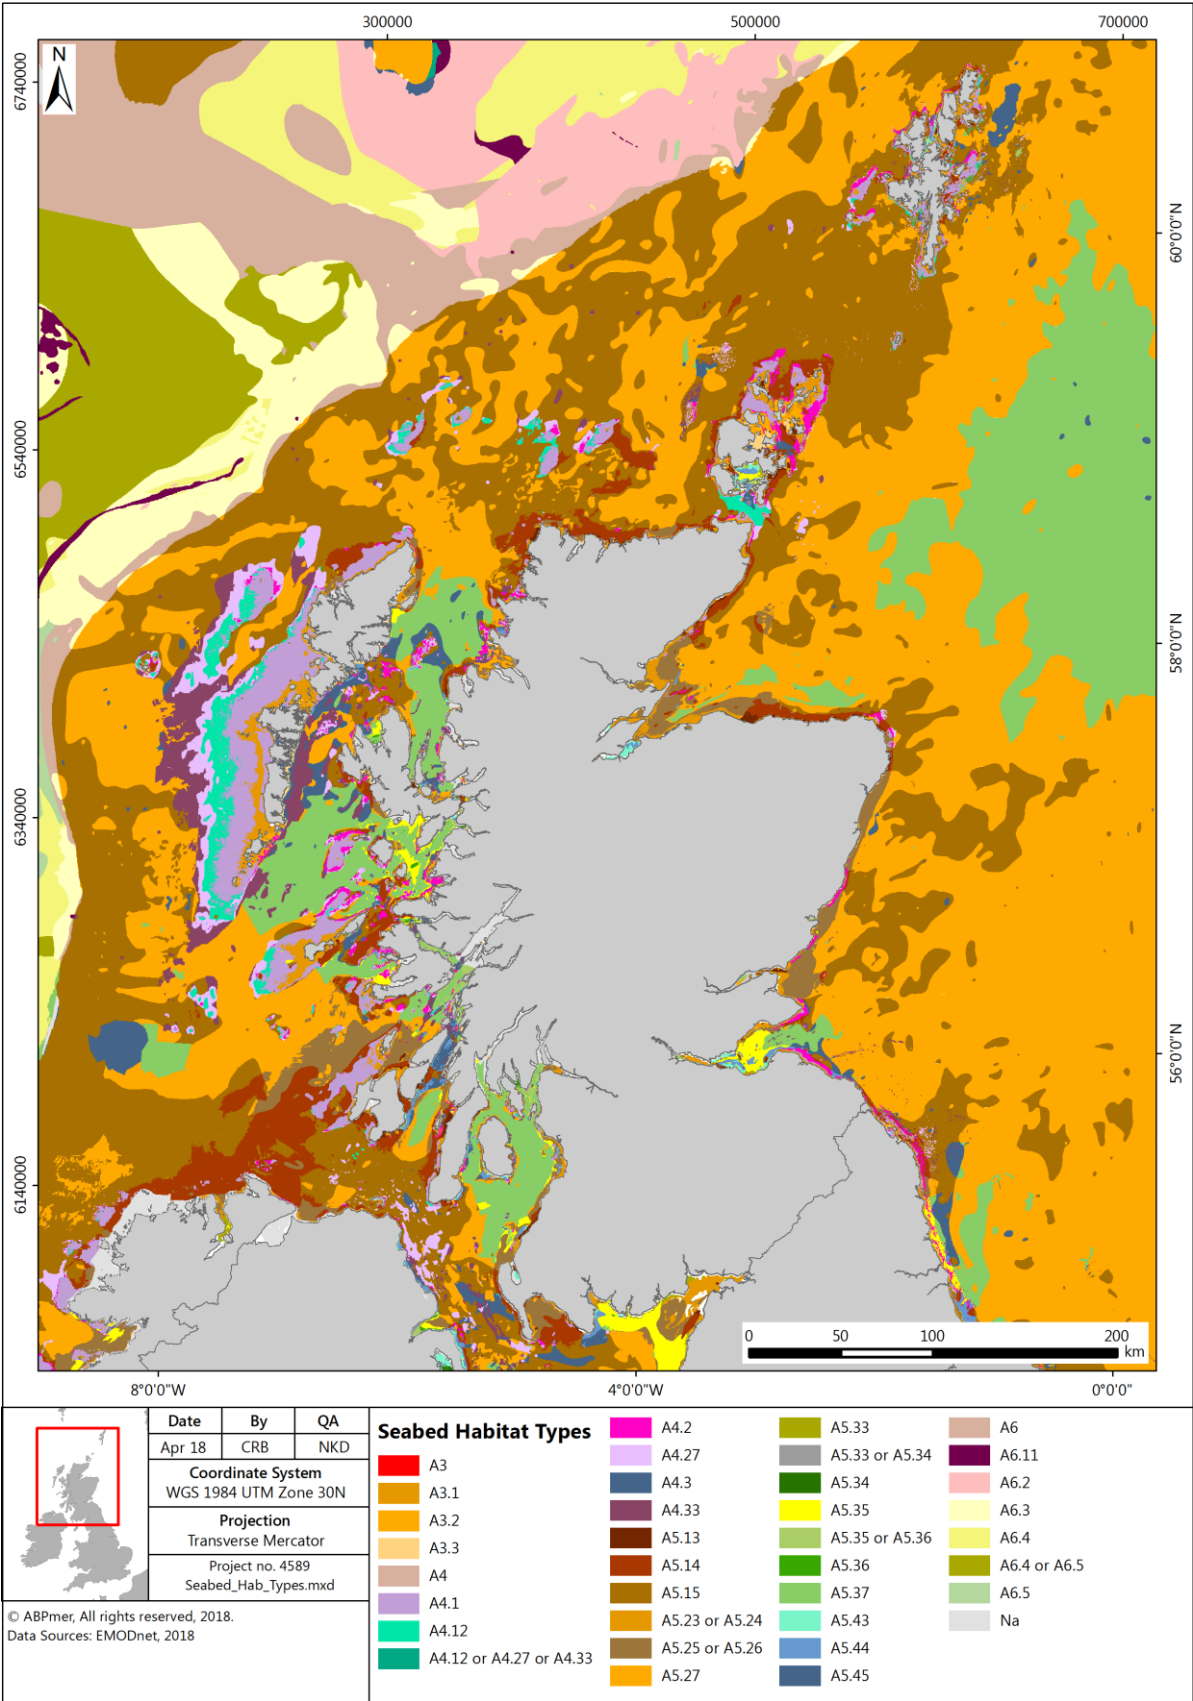 300000
500000
700000
N
6740000
6540000
6340000
6140000
60°0'0"N
58°0'0"N
56°0'0"N
0
50
100
200
km
8°0'0"W
4°0'0"W
0°0'0"
Date
By
QA
Apr 18
CRB
NKD
Coordinate System
WGS 1984 UTM Zone 30N
Projection
Transverse Mercator
Project no. 4589
Seabed_Hab_Types.mxd
© ABPmer, All rights reserved, 2018.
Data Sources: EMODnet, 2018
Seabed Habitat Types
A3
A3.1
A3.2
A3.3
A4
A4.1
A4.12
A4.12 or A4.27 or A4.33
A4.2
A4.27
A4.3
A4.33
A5.13
A5.14
A5.15
A5.23 or A5.24
A5.25 or A5.26
A5.27
A5.33
A5.33 or A5.34
A5.34
A5.35
A5.35 or A5.36
A5.36
A5.37
A5.43
A5.44
A5.45
A6
A6.11
A6.2
A6.3
A6.4
A6.4 or A6.5
A6.5
Na